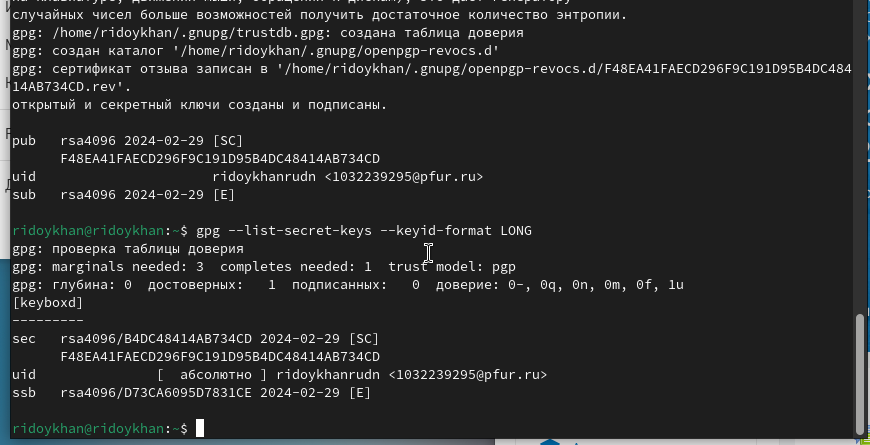 случайных чисел больше возможностей получить достаточное количество энтропии.
gpg: /home/ridoykhan/.gnupg/trustdb.gpg: создана таблица доверия
gpg: создан каталог '/home/ridoykhan/.gnupg/openpgp-revocs.d'
gpg: сертификат отзыва записан в '/home/ridoykhan/.gnupg/openpgp-revocs.d/F48EA41FAECD296F9C191D95B4DC484
14AB734CD.rev'.
открытый и секретный ключи созданы и подписаны.
pub   rsa4096 2024-02-29 [SC]
      F48EA41FAECD296F9C191D95B4DC48414AB734CD
uid                      ridoykhanrudn <1032239295@pfur.ru>
sub   rsa4096 2024-02-29 [E]
ridoykhan@ridoykhan:~$ gpg --list-secret-keys --keyid-format LONG
gpg: проверка таблицы доверия
gpg: marginals needed: 3  completes needed: 1  trust model: pgp
gpg: глубина: 0  достоверных:   1  подписанных:   0  доверие: 0-, 0q, 0n, 0m, 0f, 1u
[keyboxd]
---------
sec   rsa4096/B4DC48414AB734CD 2024-02-29 [SC]
      F48EA41FAECD296F9C191D95B4DC48414AB734CD
uid               [  абсолютно ] ridoykhanrudn <1032239295@pfur.ru>
ssb   rsa4096/D73CA6095D7831CE 2024-02-29 [E]
ridoykhan@ridoykhan:~$